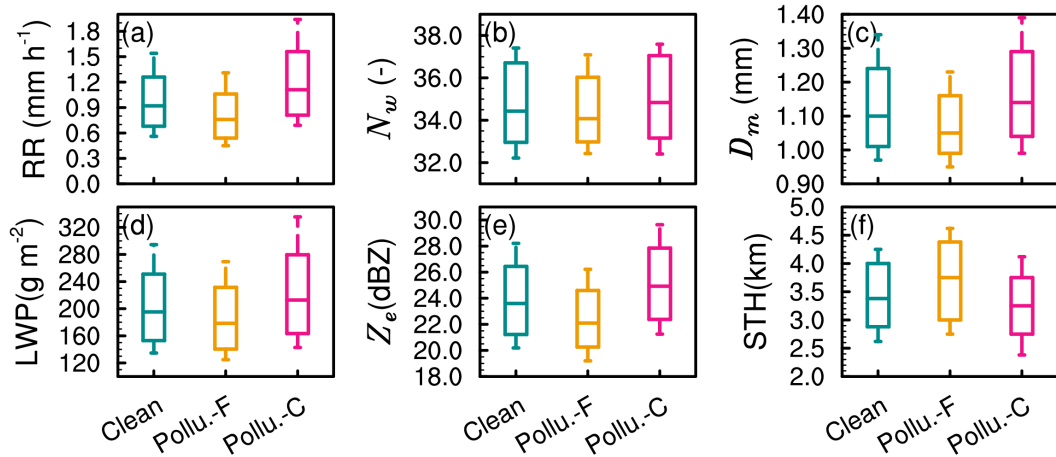 (a)
RR (mm h-1)
1.8
1.5
1.2
0.9
0.6
0.3
0.0
(b)
Nw (-)
38.0
36.0
34.0
32.0
(c)
Dm (mm)
1.40
1.30
1.20
1.10
1.00
0.90
(d)
LWP(g m-2)
320
280
240
200
160
120
(e)
Ze(dBZ)
30.0
28.0
26.0
24.0
22.0
20.0
18.0
(f)
STH(km)
5.0
4.5
4.0
3.5
3.0
2.5
2.0
Clean
Pollu.-F
Pollu.-C
Clean
Pollu.-F
Pollu.-C
Clean
Pollu.-F
Pollu.-C